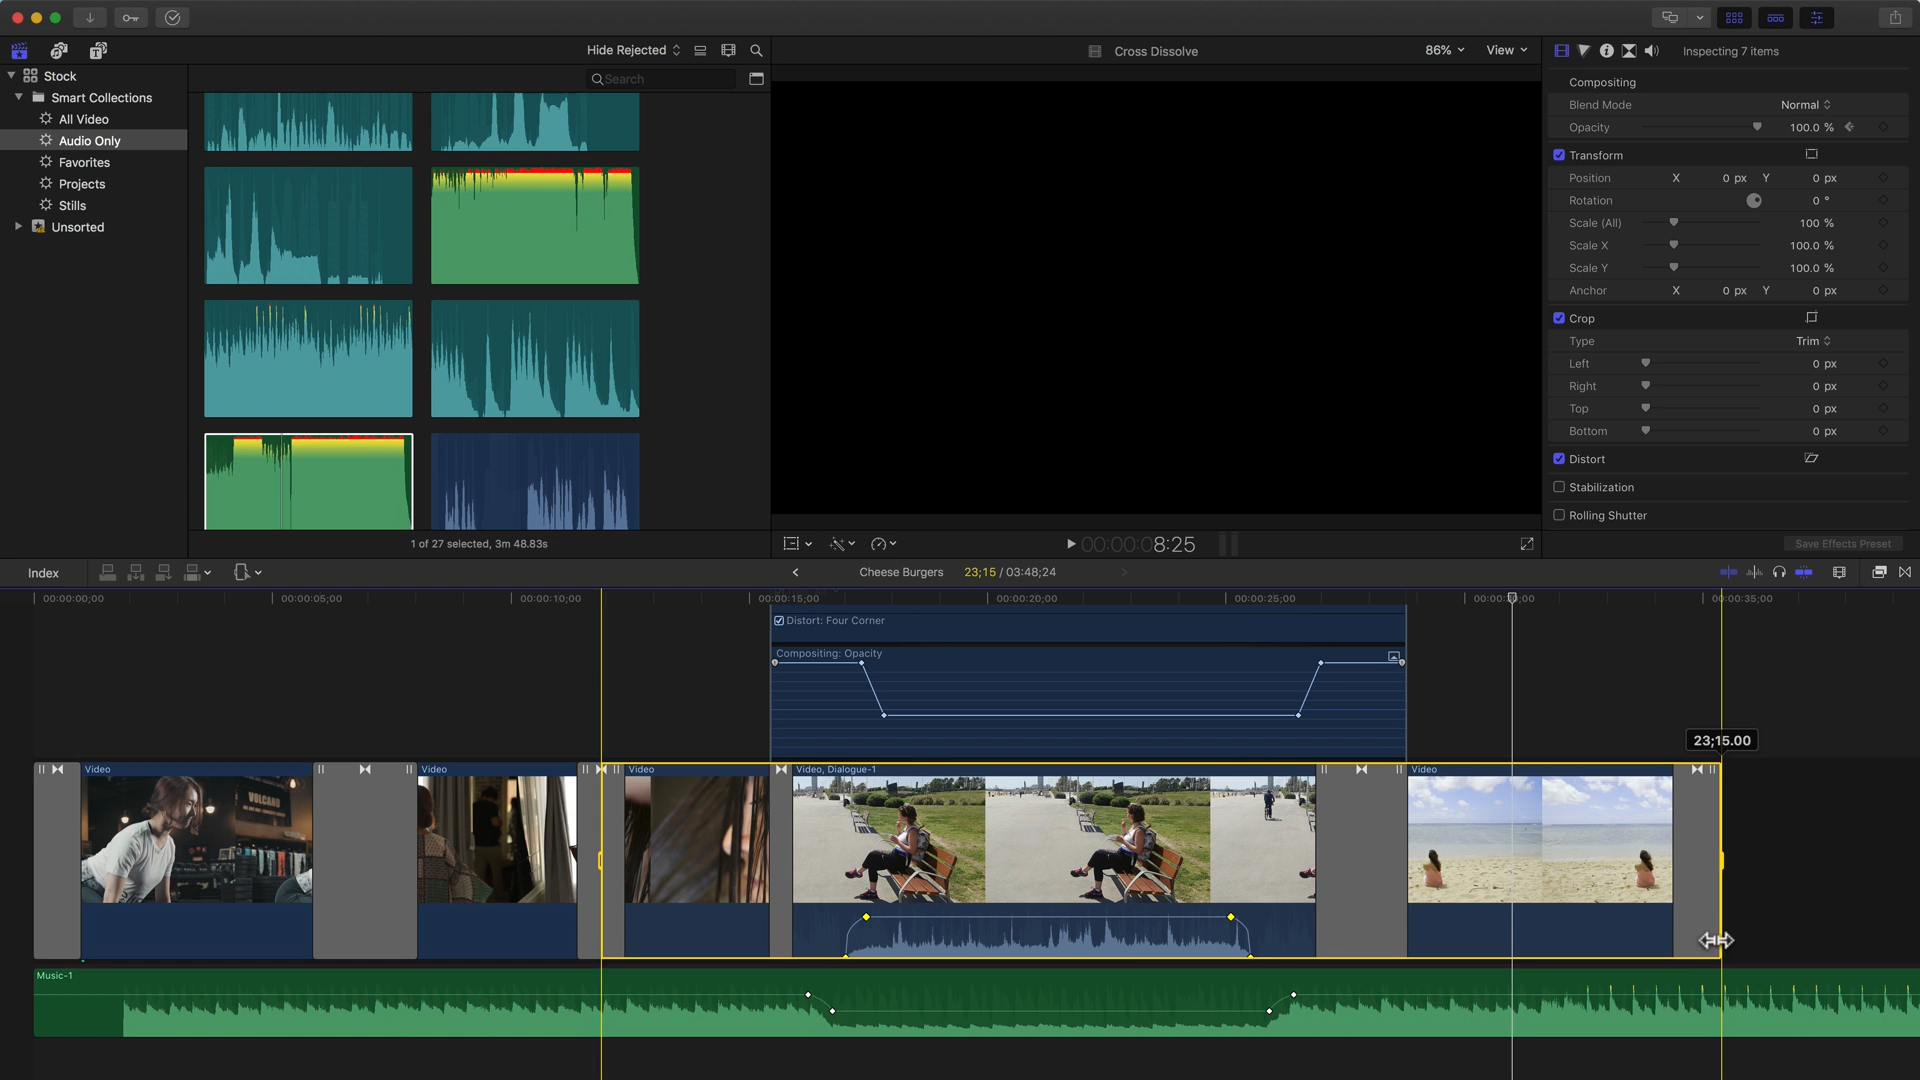 Hide Rejected
Cross Dissolve
86%
View
Inspecting 7 items
Stock
Smart Collections
All Video
Audio Only
Favorites
Projects
Stills
Unsorted
Search
1 of 27 selected, 3m 48.83s
Compositing
Blend Mode Normal
Opacity 100.0 %
Transform
Position X 0 px Y 0 px
Rotation 0 °
Scale (All) 100 %
Scale X 100.0 %
Scale Y 100.0 %
Anchor X 0 px Y 0 px
Crop
Type Trim
Left 0 px
Right 0 px
Top 0 px
Bottom 0 px
Distort
Stabilization
Rolling Shutter
Save Effects Preset
00:00:08:25
Index
Cheese Burgers 23;15 / 03:48;24
00:00:00;00 00:00:05;00 00:00:10;00 00:00:15;00 00:00:20;00 00:00:25;00 00:00:35;00
Distort: Four Corner
Compositing: Opacity
23;15.00
Video Video Video Video, Dialogue-1 Video
VOLCANO
Music-1